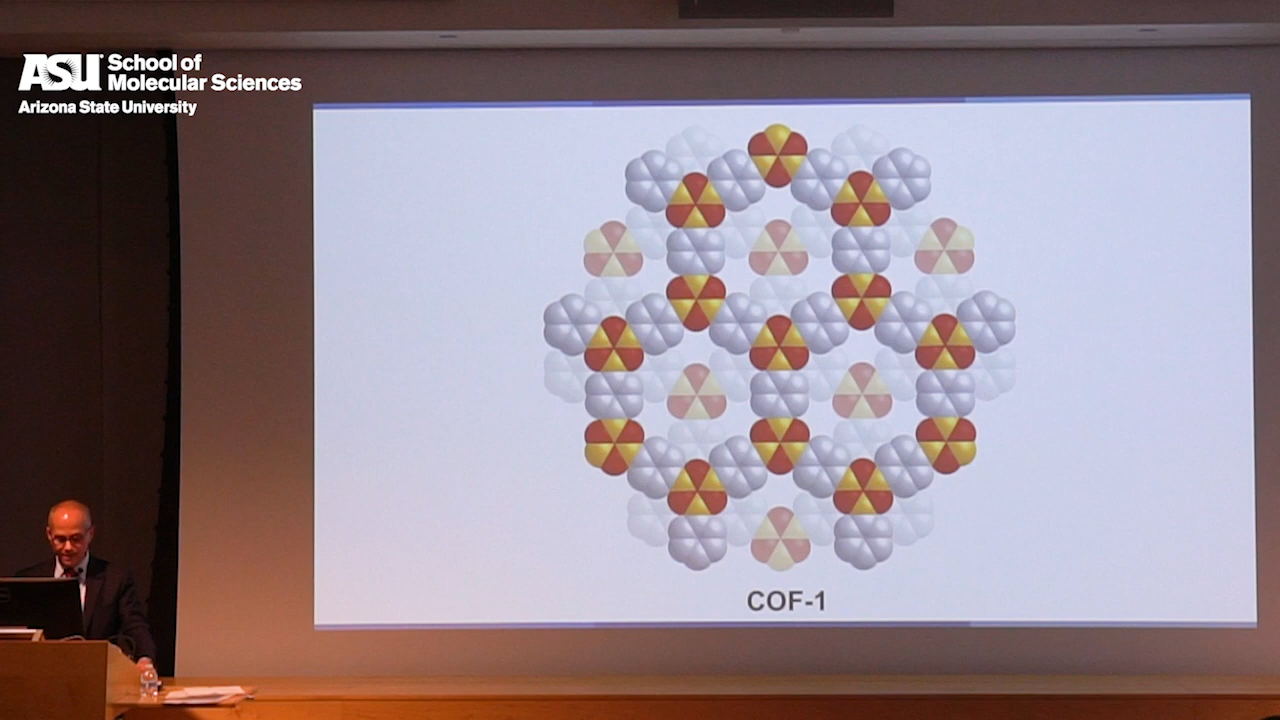 ASU School of
Molecular Sciences
Arizona State University
COF-1